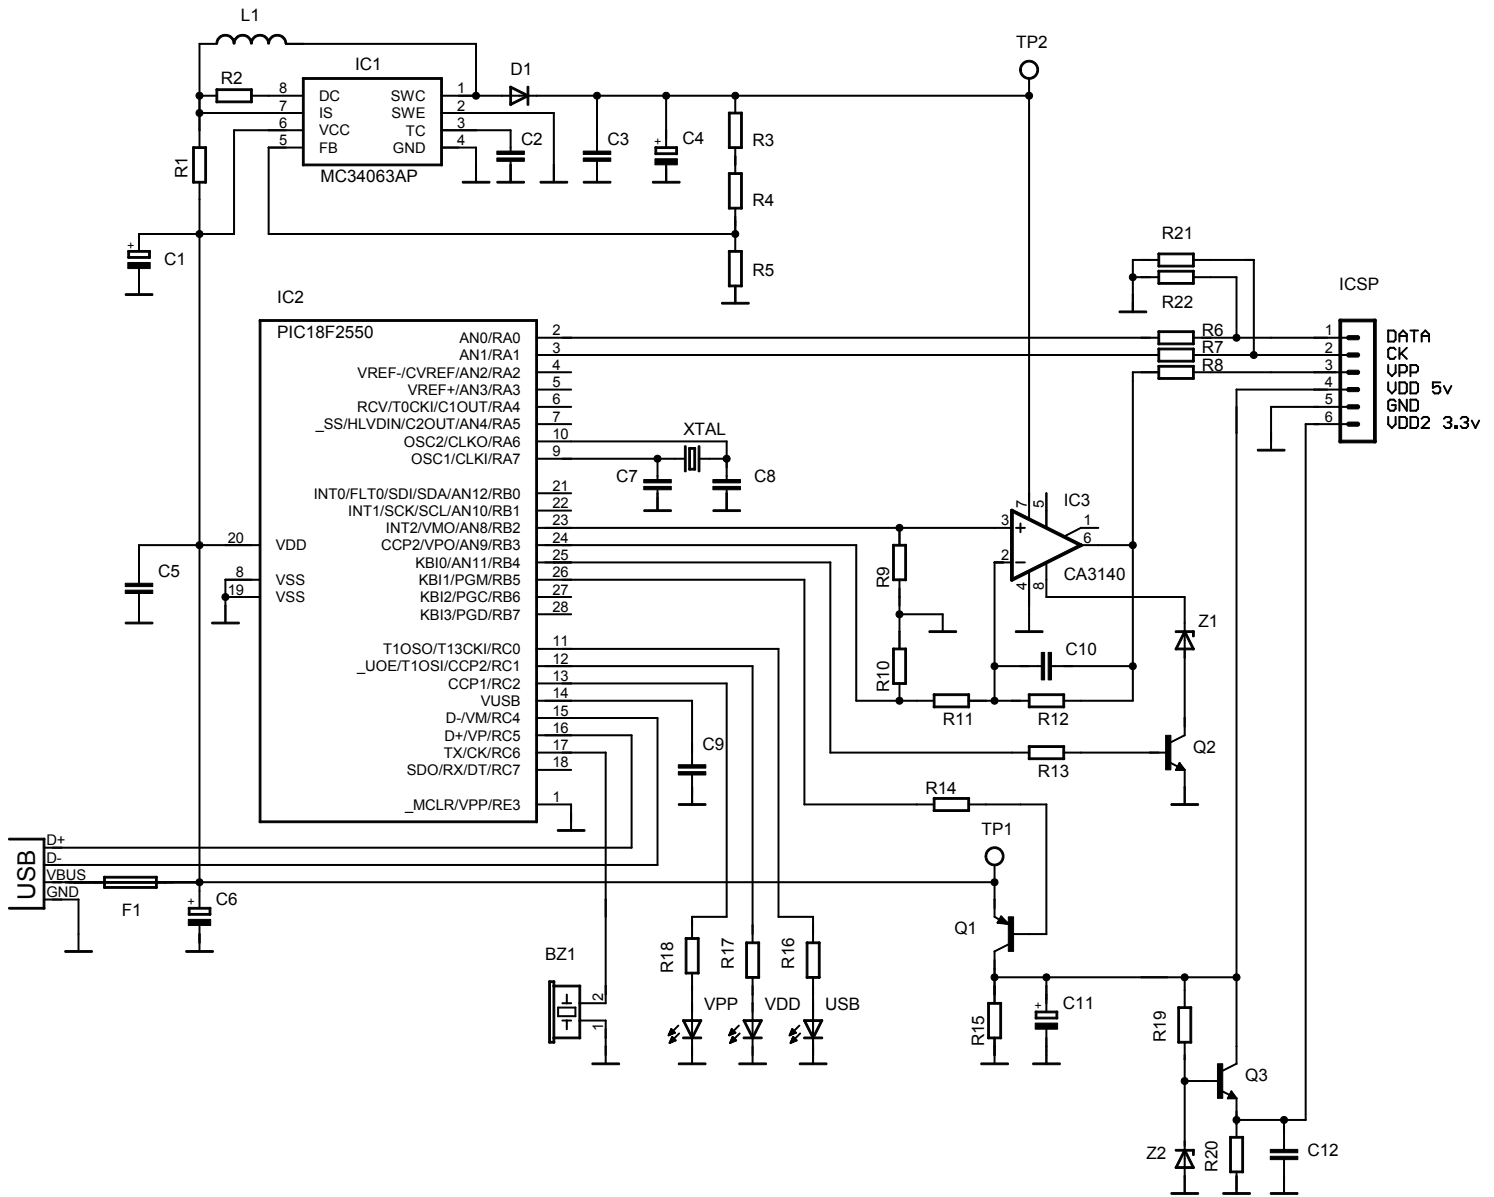 L1
TP2
IC1
D1
R2
8 DC SWC 1
7 IS SWE 2
6 VCC TC 3
5 FB GND 4
MC34063AP
R1
C2
C3
+ C4
R3
R4
R5
+ C1
R21
R22
ICSP
IC2
PIC18F2550
AN0/RA0 2
AN1/RA1 3
VREF-/CVREF/AN2/RA2 4
VREF+/AN3/RA3 5
RCV/T0CKI/C1OUT/RA4 6
_SS/HLVDIN/C2OUT/AN4/RA5 7
OSC2/CLKO/RA6 10
OSC1/CLKI/RA7 9
INT0/FLT0/SDI/SDA/AN12/RB0 21
INT1/SCK/SCL/AN10/RB1 22
INT2/VMO/AN8/RB2 23
CCP2/VPO/AN9/RB3 24
KBI0/AN11/RB4 25
KBI1/PGM/RB5 26
KBI2/PGC/RB6 27
KBI3/PGD/RB7 28
T1OSO/T13CKI/RC0 11
_UOE/T1OSI/CCP2/RC1 12
CCP1/RC2 13
VUSB 14
D-/VM/RC4 15
D+/VP/RC5 16
TX/CK/RC6 17
SDO/RX/DT/RC7 18
_MCLR/VPP/RE3 1
20 VDD
8 VSS
19 VSS
C5
R6
R7
R8
1 DATA
2 CK
3 VPP
4 VDD 5v
5 GND
6 VDD2 3.3v
XTAL
C7
C8
IC3
CA3140
7
5
3 +
2 -
1
6
4
8
R9
R10
R11
R12
C10
Z1
R13
Q2
C9
R14
TP1
USB
D+
D-
VBUS
GND
F1
+ C6
Q1
BZ1
2
1
R18
R17
R16
VPP
VDD
USB
R15
+ C11
R19
Q3
Z2
R20
C12